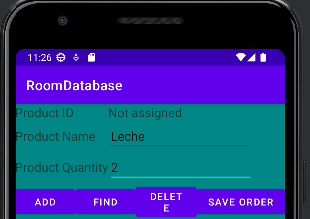 11:26
RoomDatabase
Product ID Not assigned
Product Name Leche
Product Quantity 2
ADD FIND DELET
E SAVE ORDER